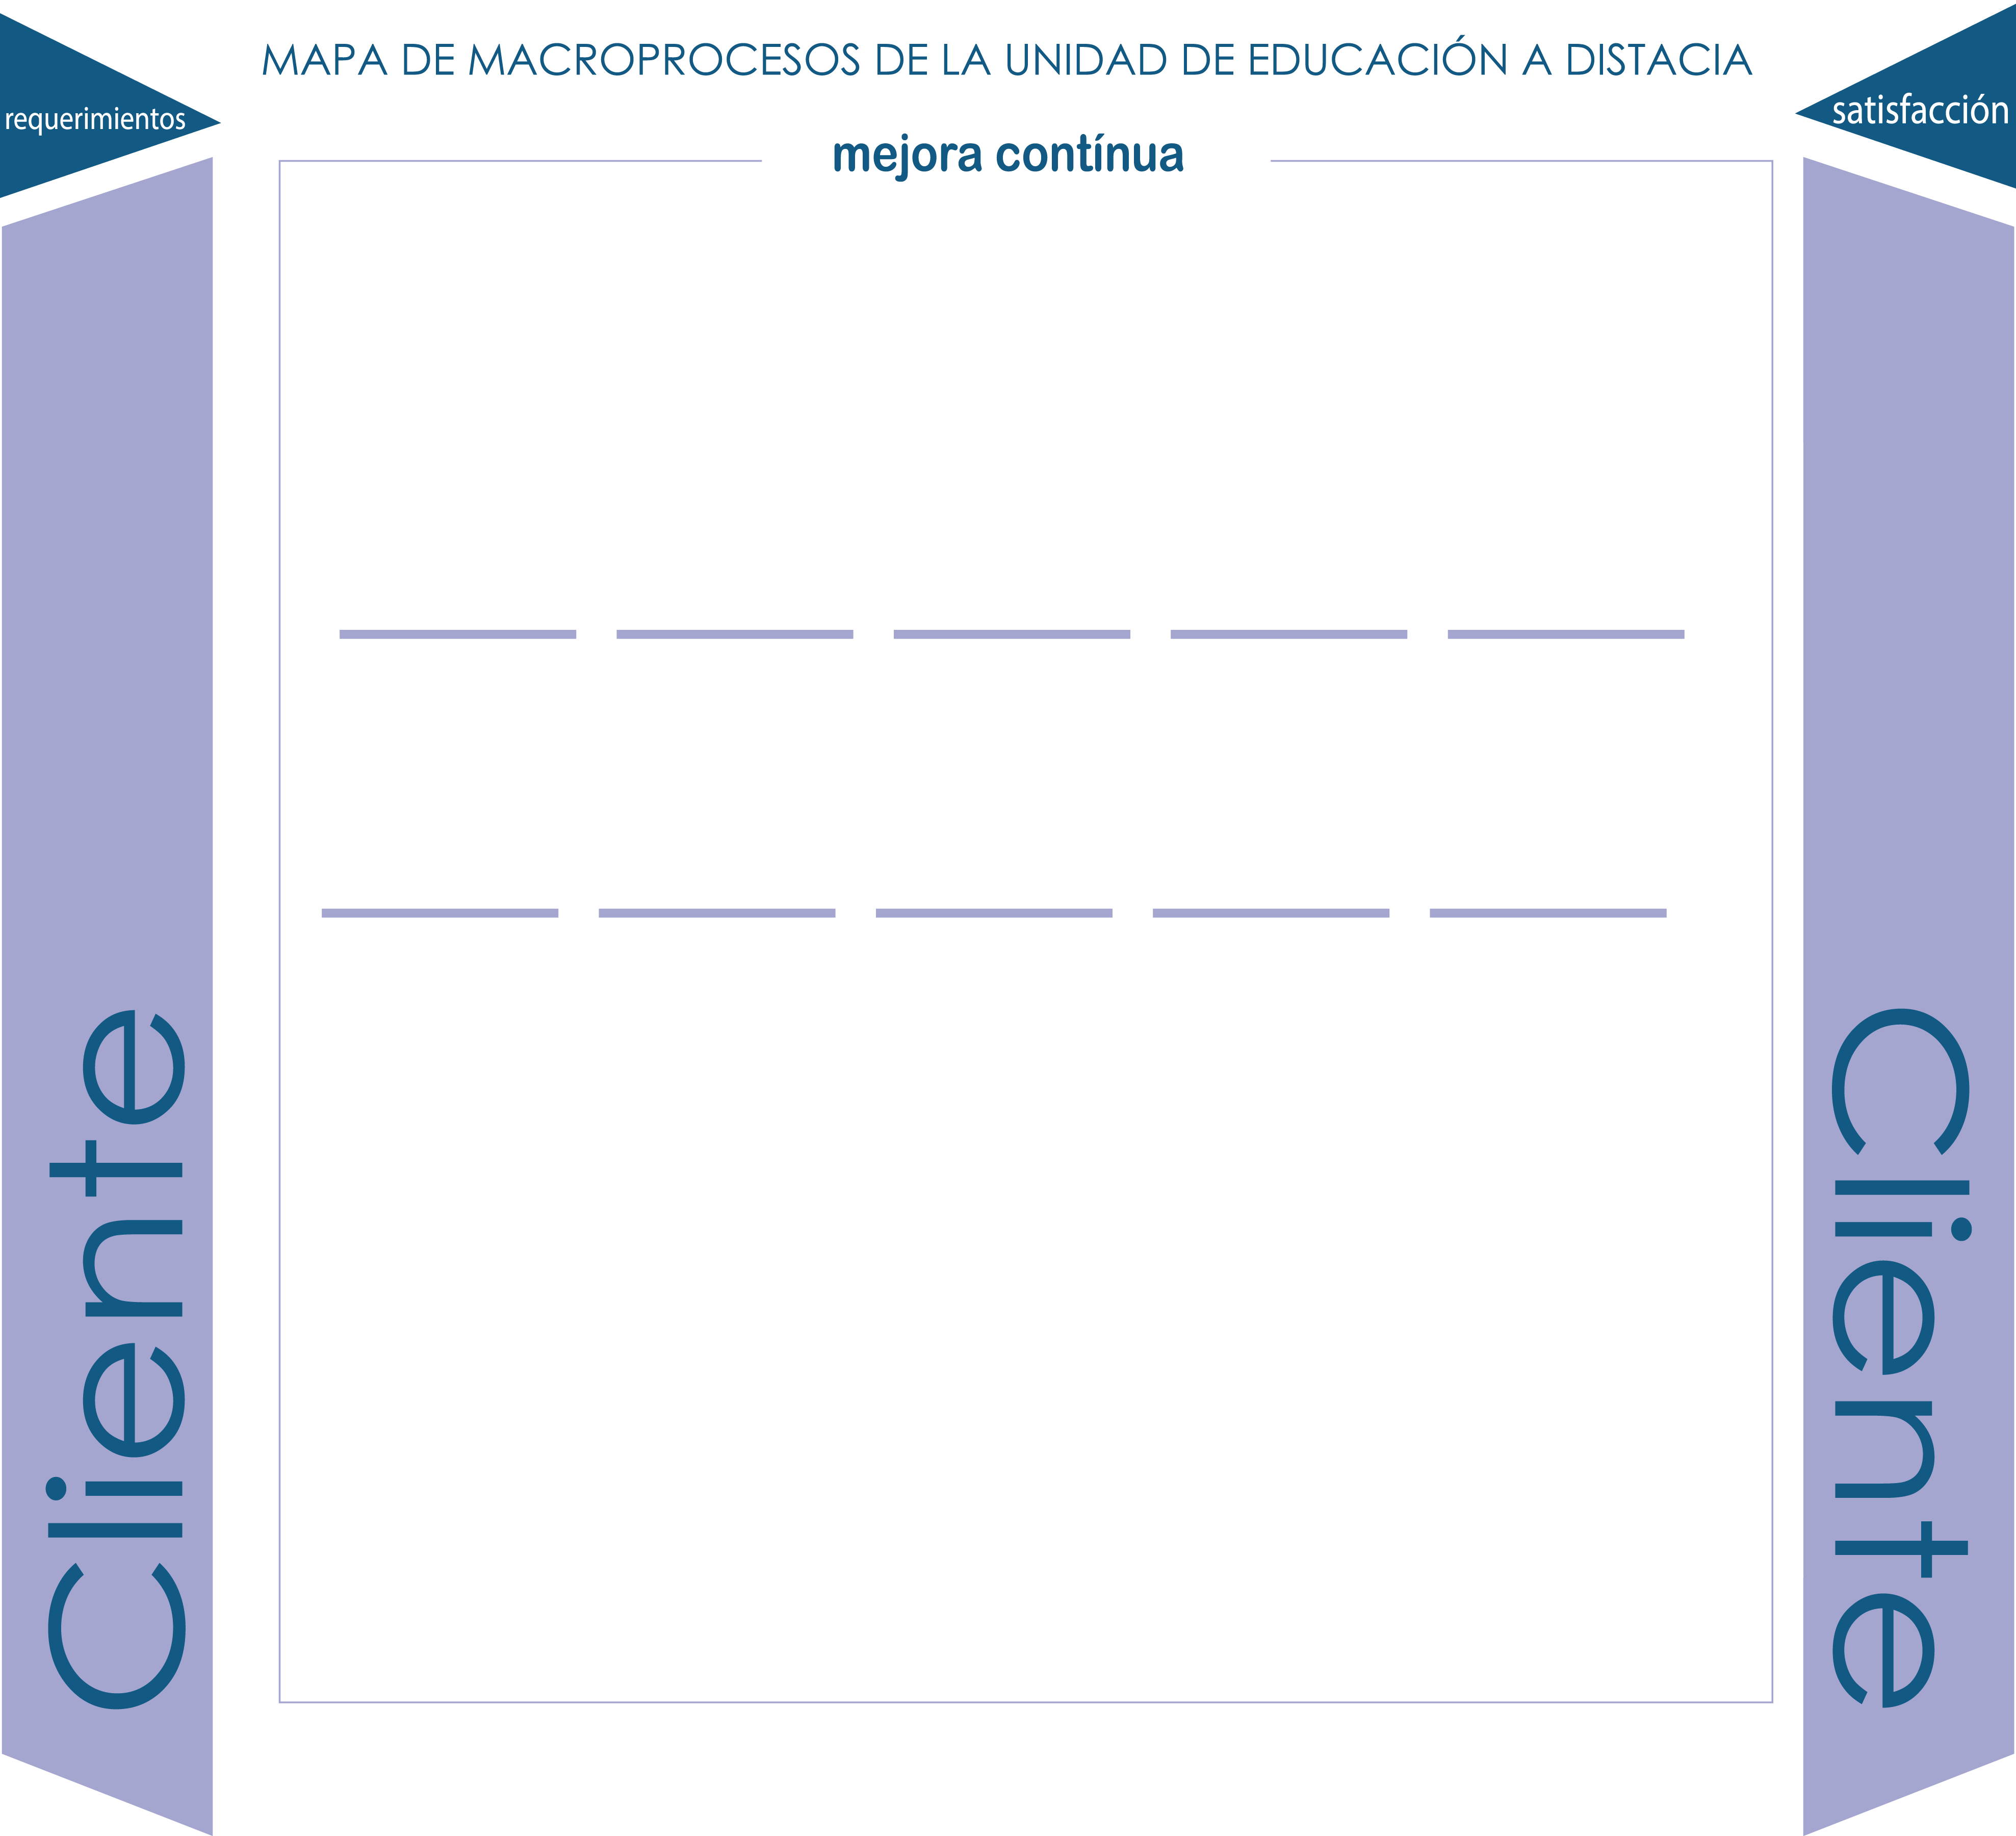 MAPA DE MACROPROCESOS DE LA UNIDAD DE EDUCACIÓN A DISTACIA
requerimientos
satisfacción
mejora contínua
Cliente
Cliente